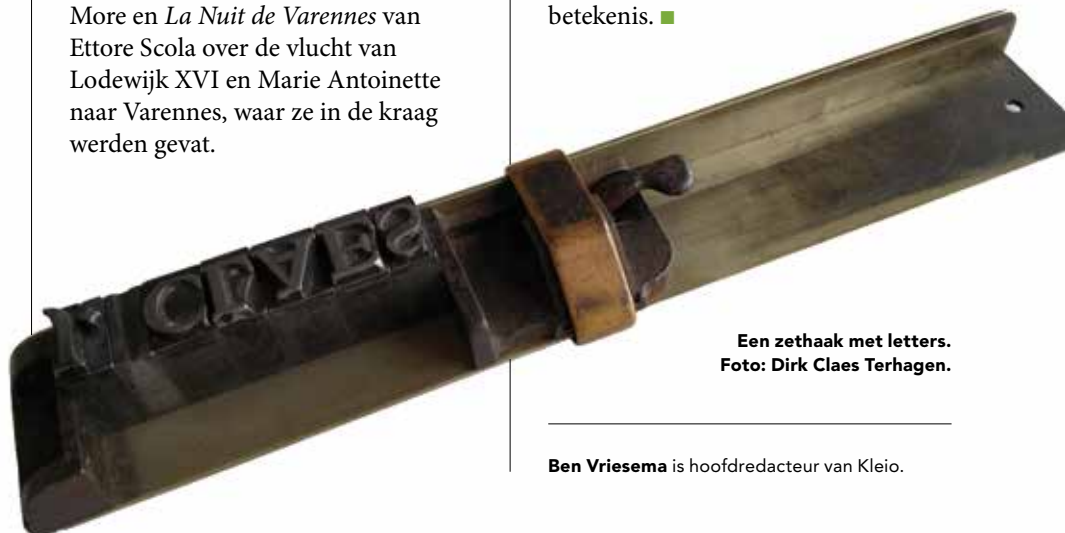 More en La Nuit de Varennes van
Ettore Scola over de vlucht van
Lodewijk XVI en Marie Antoinette
naar Varennes, waar ze in de kraag
werden gevat.
betekenis. ■
Een zethaak met letters.
Foto: Dirk Claes Terhagen.
Ben Vriesema is hoofdredacteur van Kleio.